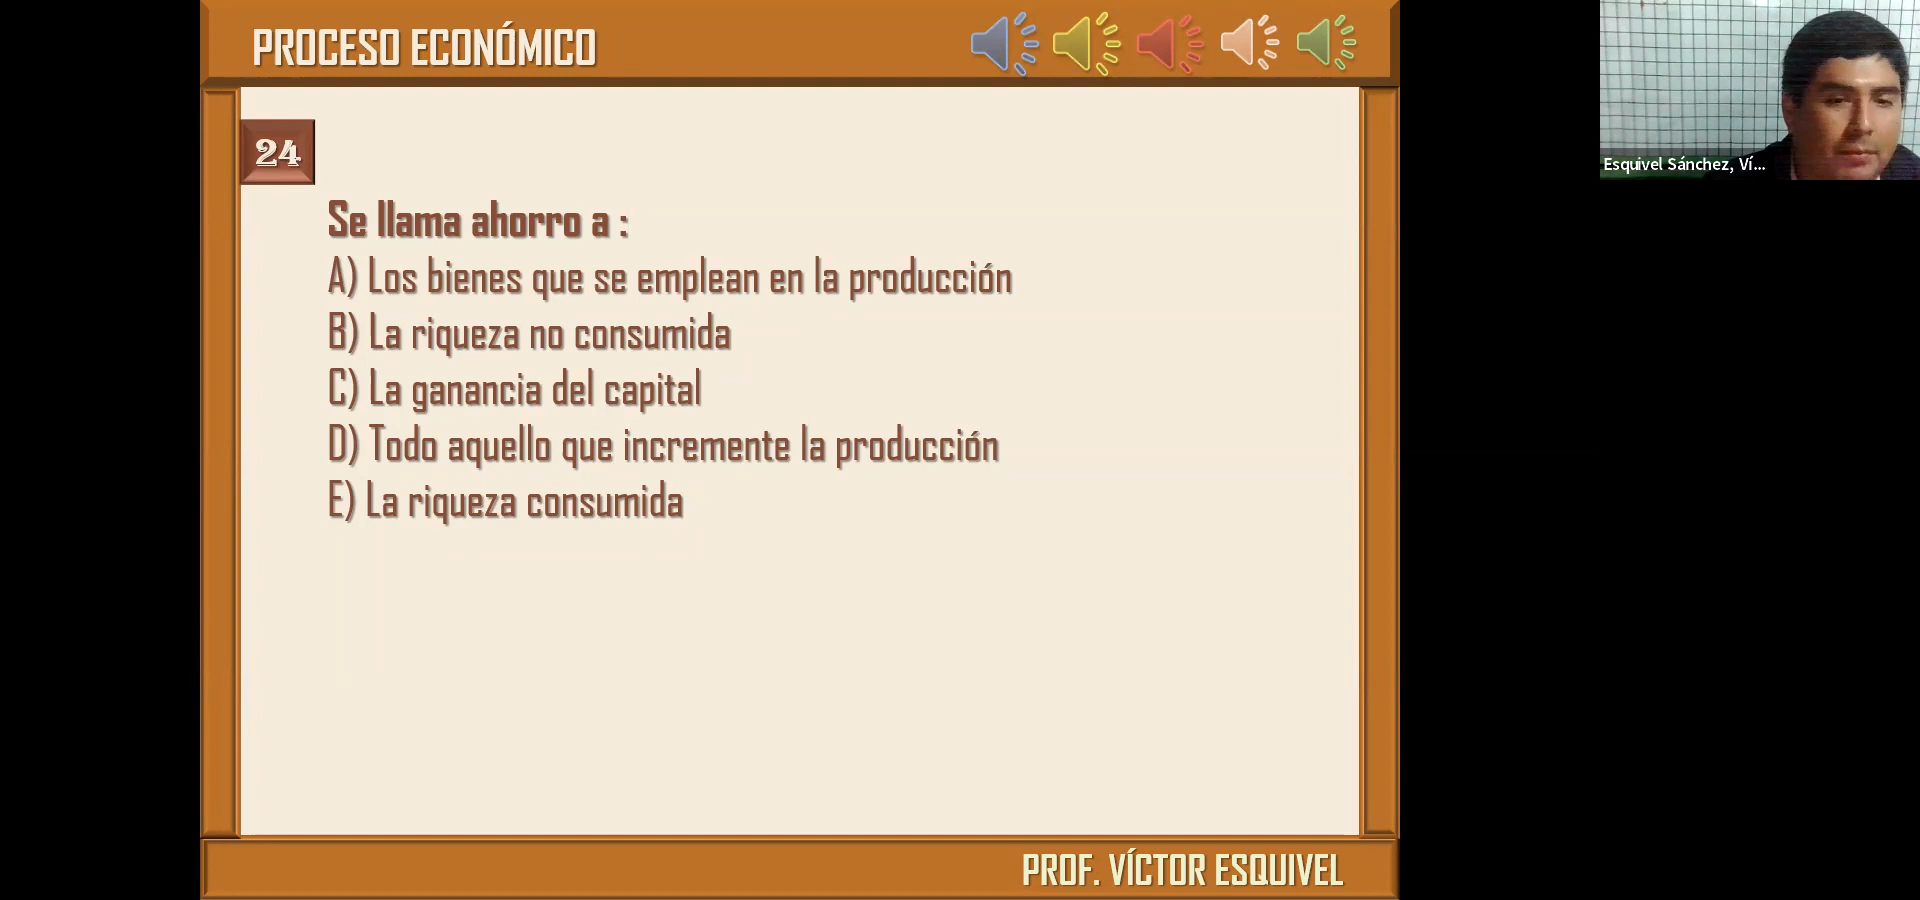 PROCESO ECONÓMICO
24
Se llama ahorro a :
A) Los bienes que se emplean en la producción
B) La riqueza no consumida
C) La ganancia del capital
D) Todo aquello que incremente la producción
E) La riqueza consumida
PROF. VÍCTOR ESQUIVEL
Esquivel Sánchez, Ví...